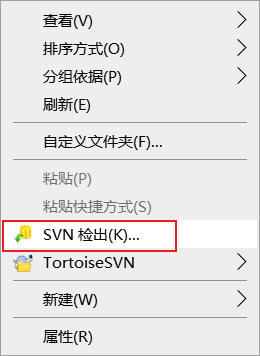 查看(V)
排序方式(O)
分组依据(P)
刷新(E)
自定义文件夹(F)...
粘贴(P)
粘贴快捷方式(S)
SVN 检出(K)...
TortoiseSVN
新建(W)
属性(R)